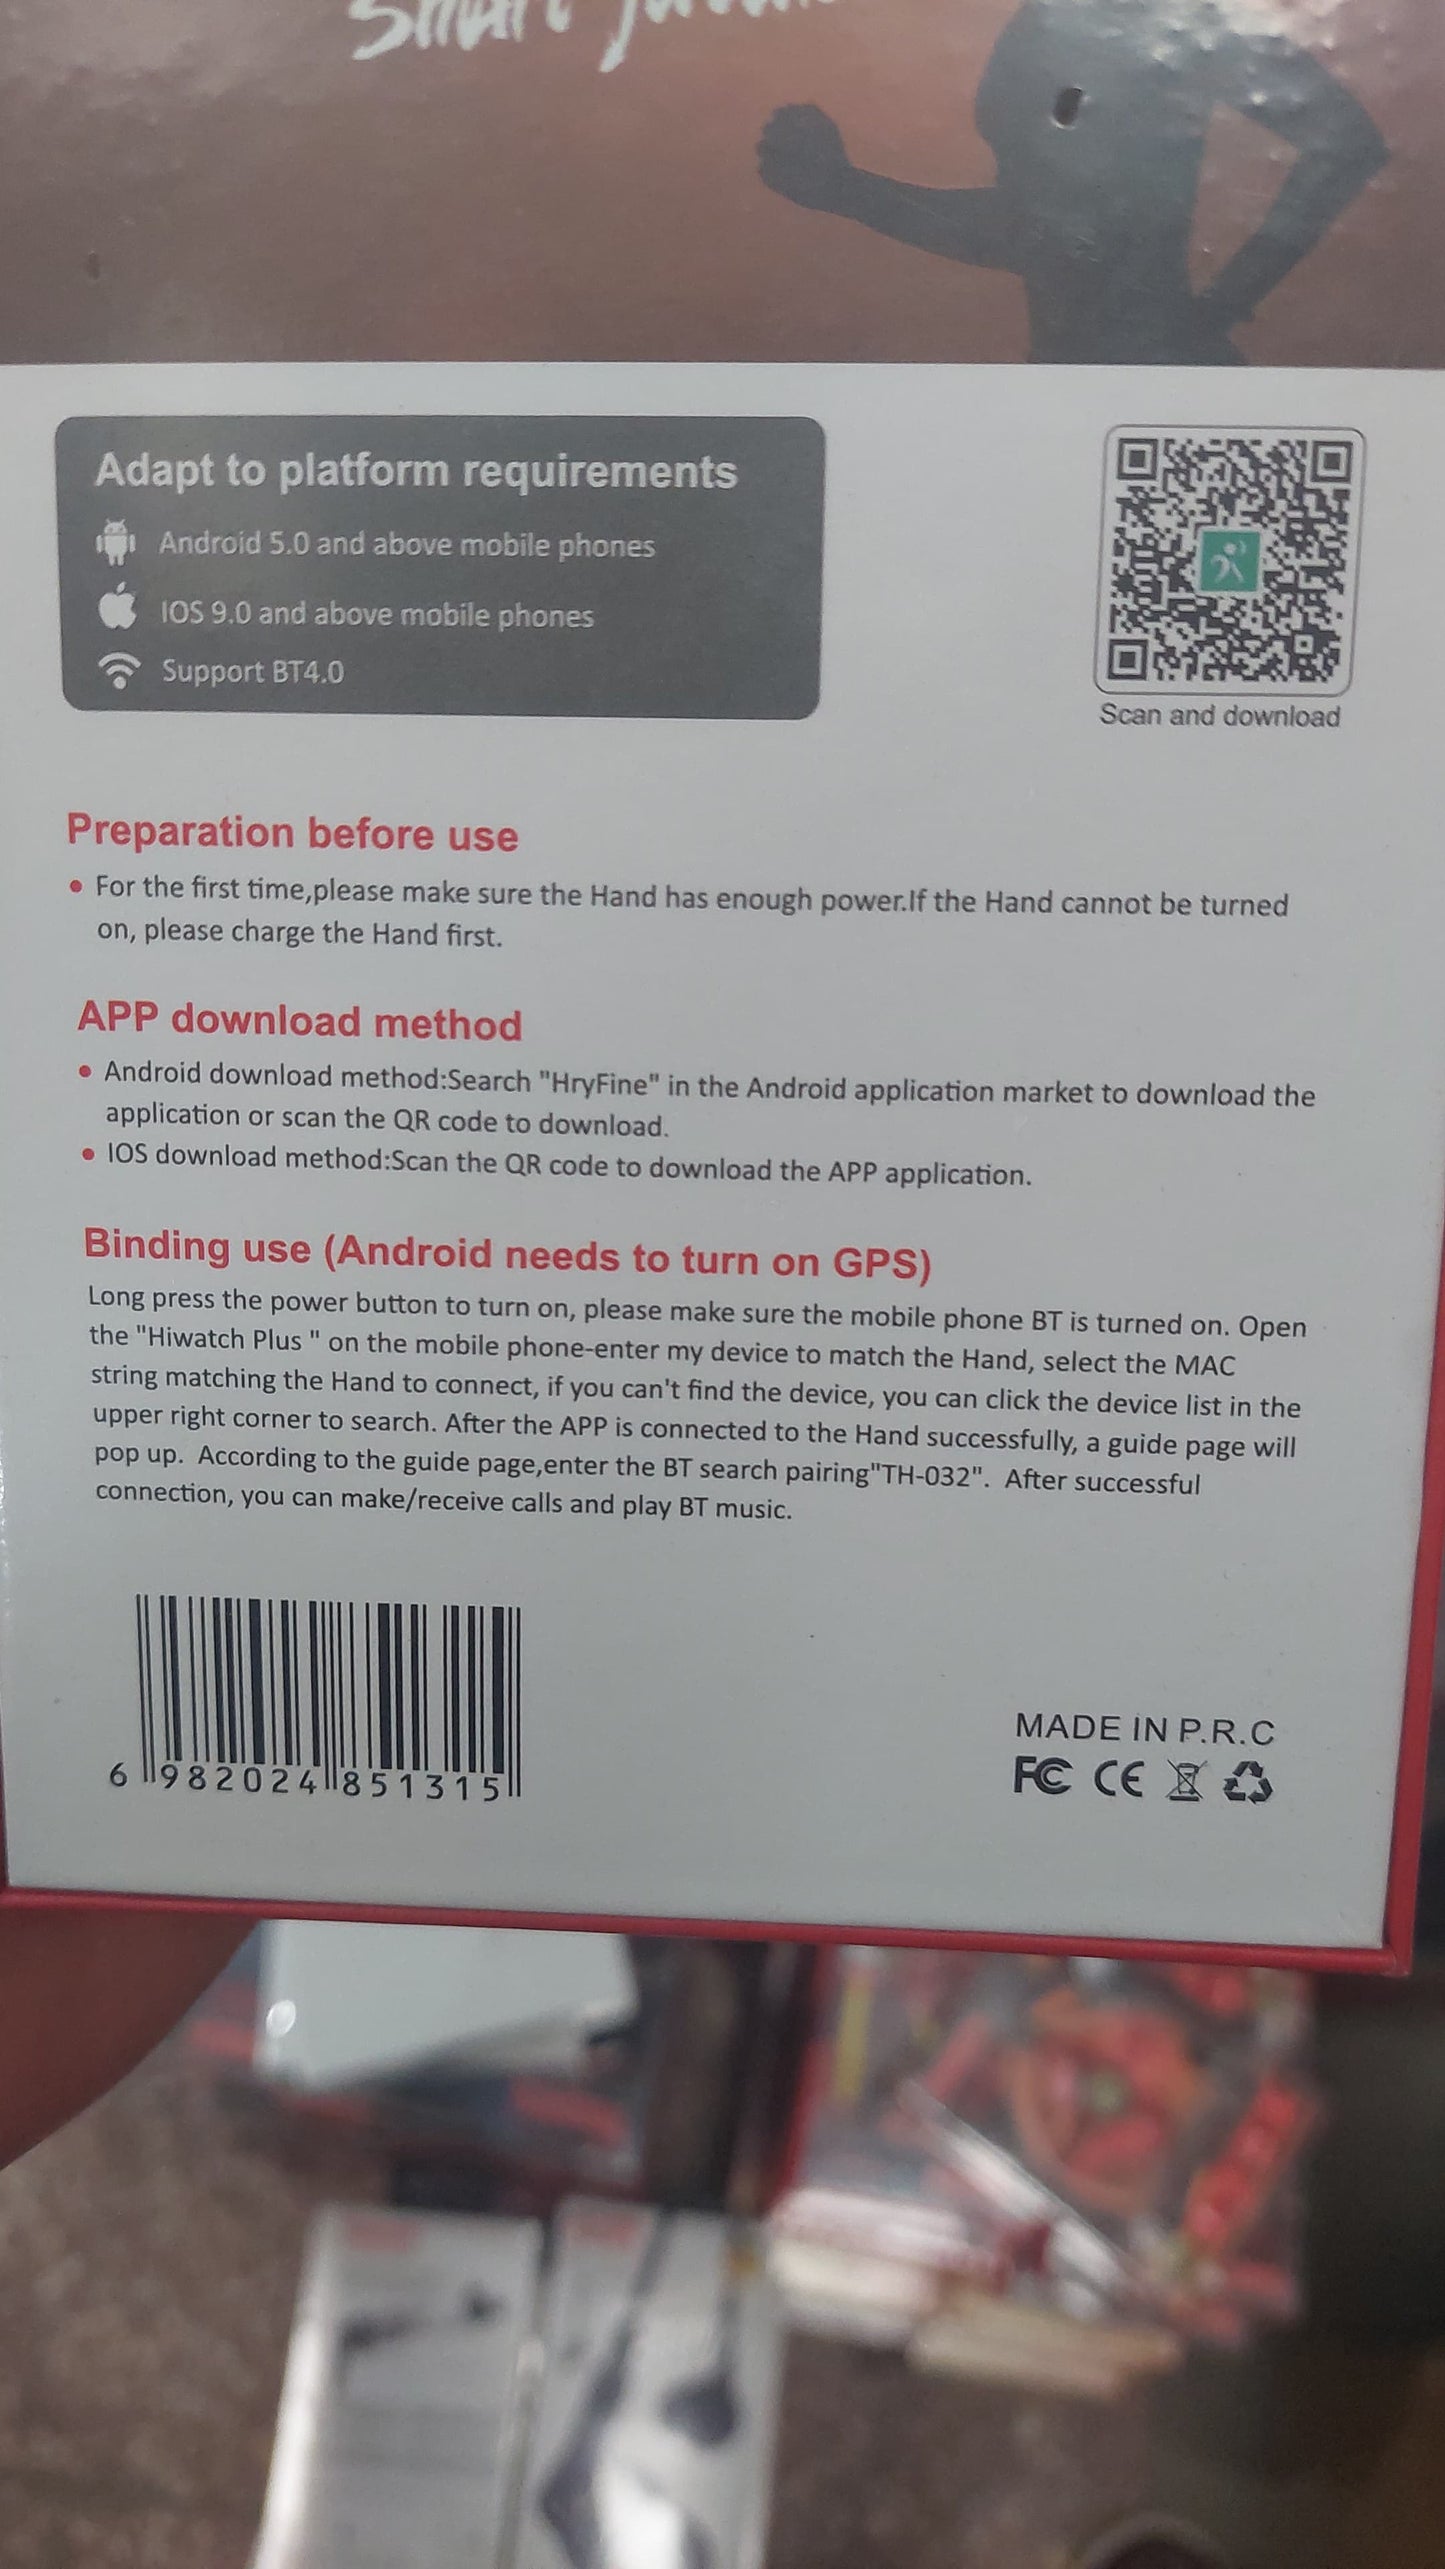 Smart
Adapt to platform requirements
Android 5.0 and above mobile phones
IOS 9.0 and above mobile phones
Support BT4.0
Scan and download
Preparation before use
• For the first time,please make sure the Hand has enough power.If the Hand cannot be turned
on, please charge the Hand first.
APP download method
• Android download method:Search "HryFine" in the Android application market to download the
application or scan the QR code to download.
• IOS download method:Scan the QR code to download the APP application.
Binding use (Android needs to turn on GPS)
Long press the power button to turn on, please make sure the mobile phone BT is turned on. Open
the "Hiwatch Plus " on the mobile phone-enter my device to match the Hand, select the MAC
string matching the Hand to connect, if you can't find the device, you can click the device list in the
upper right corner to search. After the APP is connected to the Hand successfully, a guide page will
pop up. According to the guide page,enter the BT search pairing"TH-032". After successful
connection, you can make/receive calls and play BT music.
6 982024 851315
MADE IN P.R.C
FC CE